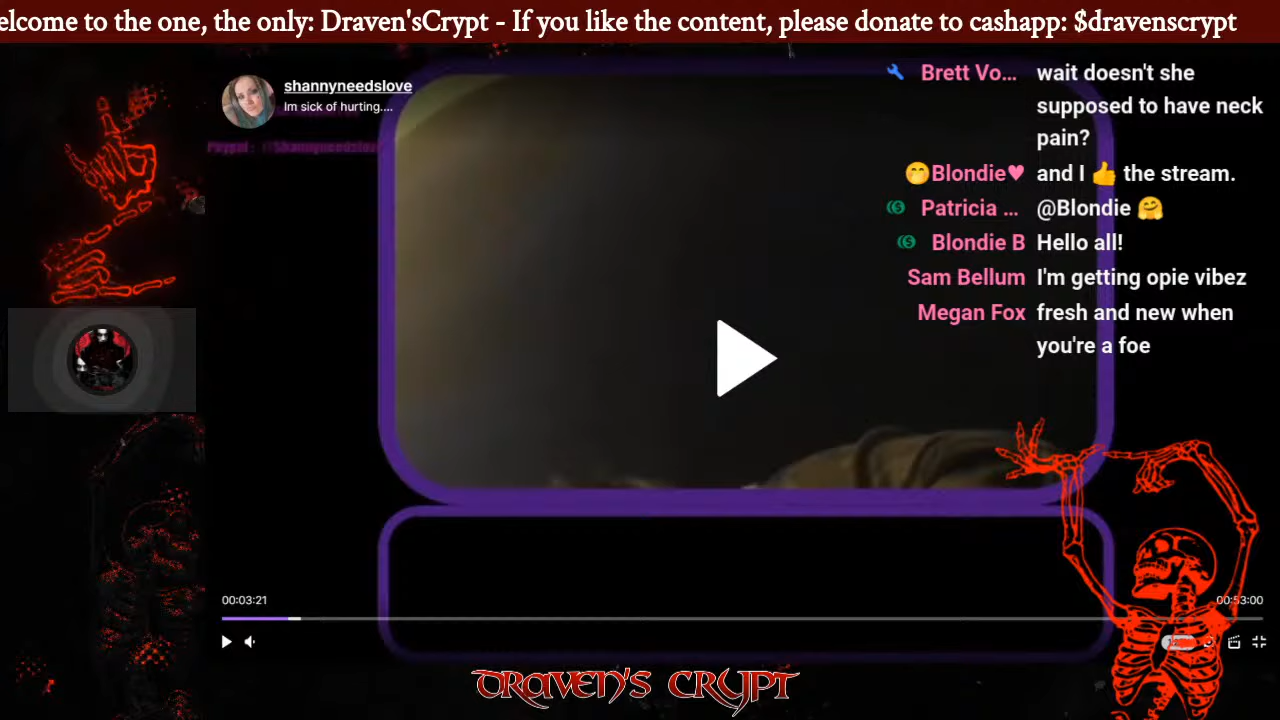 elcome to the one, the only: Draven'sCrypt - If you like the content, please donate to cashapp: $dravenscrypt
shannyneedslove
Im sick of hurting....
Paypal: @Shannyneedslov
Brett Vo... wait doesn't she
supposed to have neck
pain?
🤭Blondie♥ and I 👍 the stream.
Patricia ... @Blondie 🤗
Blondie B Hello all!
Sam Bellum I'm getting opie vibez
Megan Fox fresh and new when
you're a foe
00:03:21
00:53:00
DRAVEN'S CRYPT